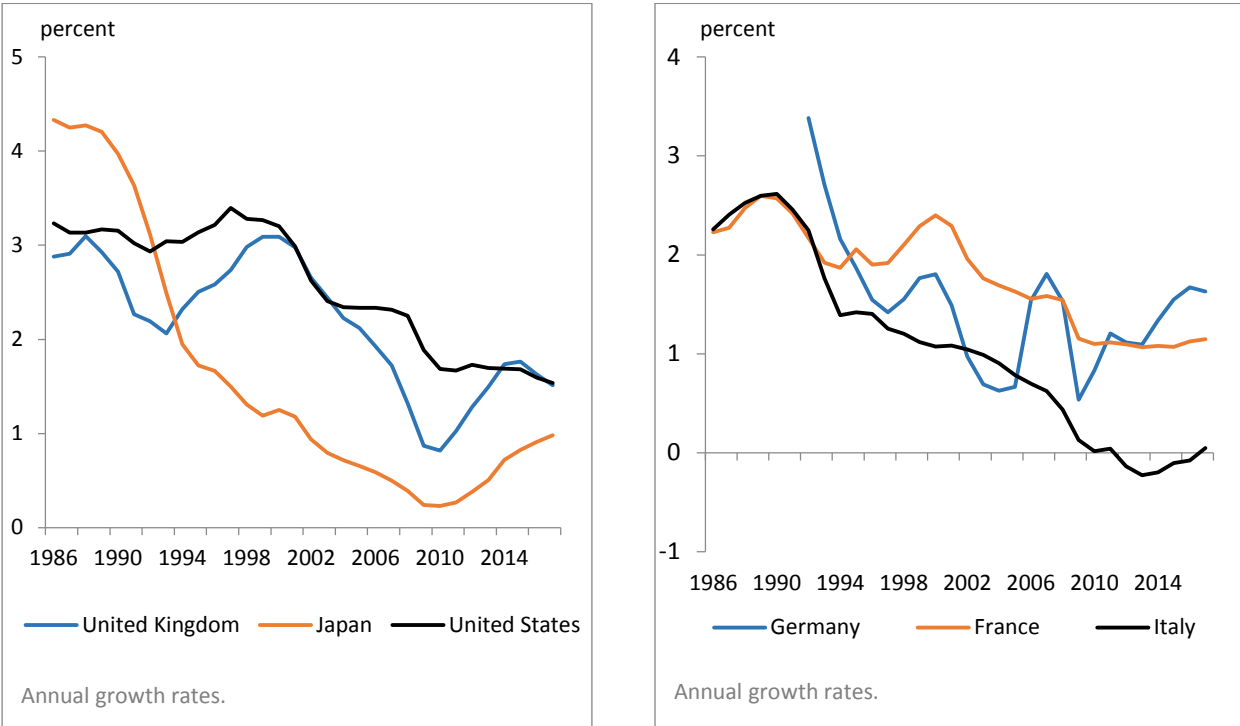 percent
5
4
3
2
1
0
1986 1990 1994 1998 2002 2006 2010 2014
United Kingdom Japan United States
Annual growth rates.
percent
4
3
2
1
0
-1
1986 1990 1994 1998 2002 2006 2010 2014
Germany France Italy
Annual growth rates.